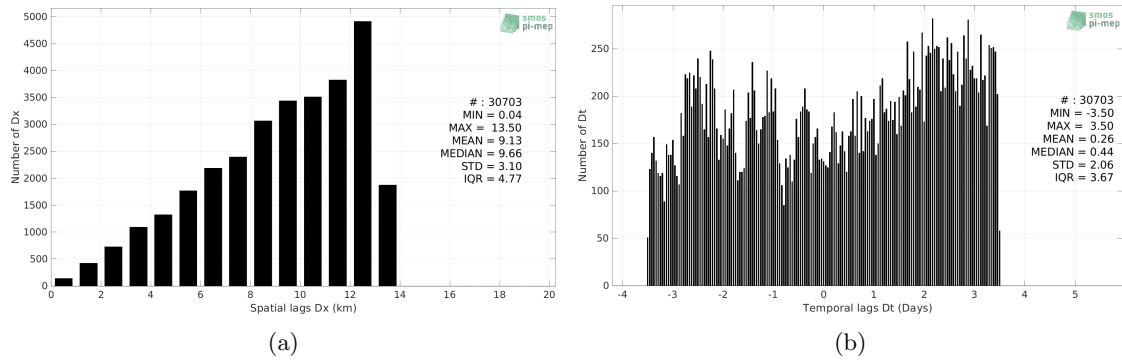 5000
4500
4000
3500
3000
2500
2000
1500
1000
500
0
Number of Dx
smos
pi-mep
# : 30703
MIN = 0.04
MAX = 13.50
MEAN = 9.13
MEDIAN = 9.66
STD = 3.10
IQR = 4.77
0 2 4 6 8 10 12 14 16 18 20
Spatial lags Dx (km)
(a)
250
200
150
100
50
0
Number of Dt
smos
pi-mep
# : 30703
MIN = -3.50
MAX = 3.50
MEAN = 0.26
MEDIAN = 0.44
STD = 2.06
IQR = 3.67
-4 -3 -2 -1 0 1 2 3 4 5
Temporal lags Dt (Days)
(b)